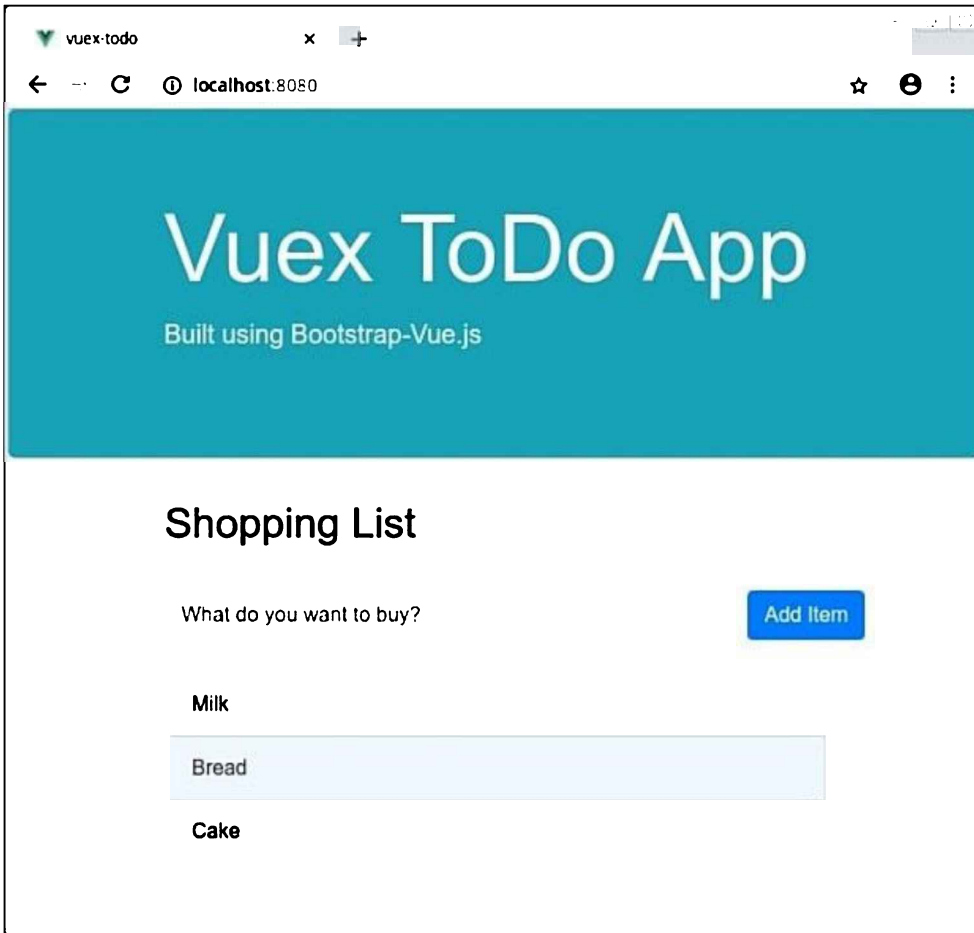 vuex-todo
localhost:8080
Vuex ToDo App
Built using Bootstrap-Vue.js
Shopping List
What do you want to buy? Add Item
Milk
Bread
Cake